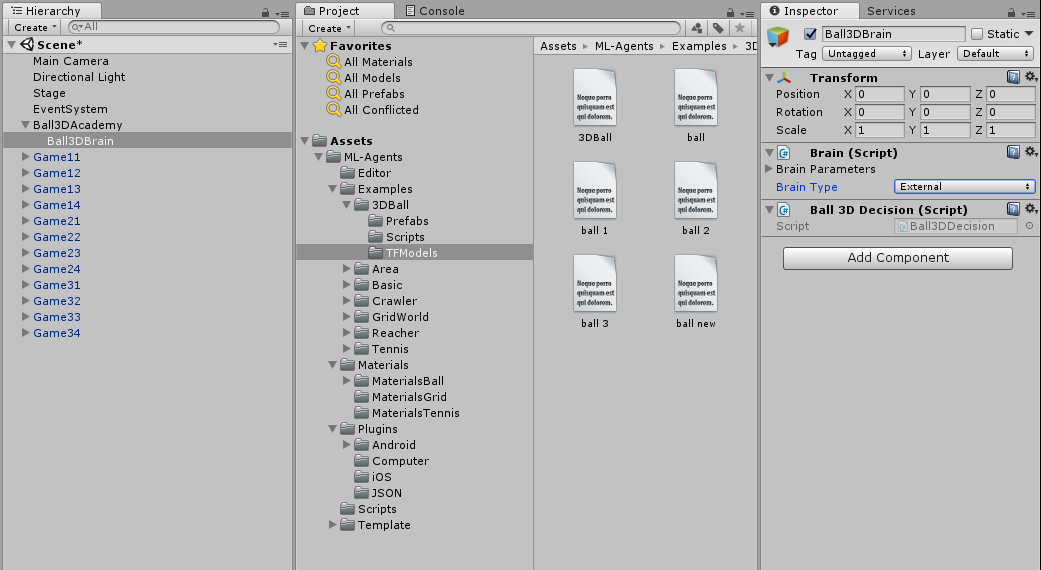 Hierarchy
Create
All
Scene*
Main Camera
Directional Light
Stage
EventSystem
Ball3DAcademy
Ball3DBrain
Game11
Game12
Game13
Game14
Game21
Game22
Game23
Game24
Game31
Game32
Game33
Game34
Project
Console
Create
Favorites
All Materials
All Models
All Prefabs
All Conflicted
Assets
ML-Agents
Editor
Examples
3DBall
Prefabs
Scripts
TFModels
Area
Basic
Crawler
GridWorld
Reacher
Tennis
Materials
MaterialsBall
MaterialsGrid
MaterialsTennis
Plugins
Android
Computer
iOS
JSON
Scripts
Template
Assets ▸ ML-Agents ▸ Examples ▸ 3D
Neque porro
quisquam est
qui dolorem.
3DBall
Neque porro
quisquam est
qui dolorem.
ball
Neque porro
quisquam est
qui dolorem.
ball 1
Neque porro
quisquam est
qui dolorem.
ball 2
Neque porro
quisquam est
qui dolorem.
ball 3
Neque porro
quisquam est
qui dolorem.
ball new
Inspector
Services
Ball3DBrain
Static
Tag Untagged Layer Default
Transform
Position X 0 Y 0 Z 0
Rotation X 0 Y 0 Z 0
Scale X 1 Y 1 Z 1
Brain (Script)
Brain Parameters
Brain Type External
Ball 3D Decision (Script)
Script Ball3DDecision
Add Component